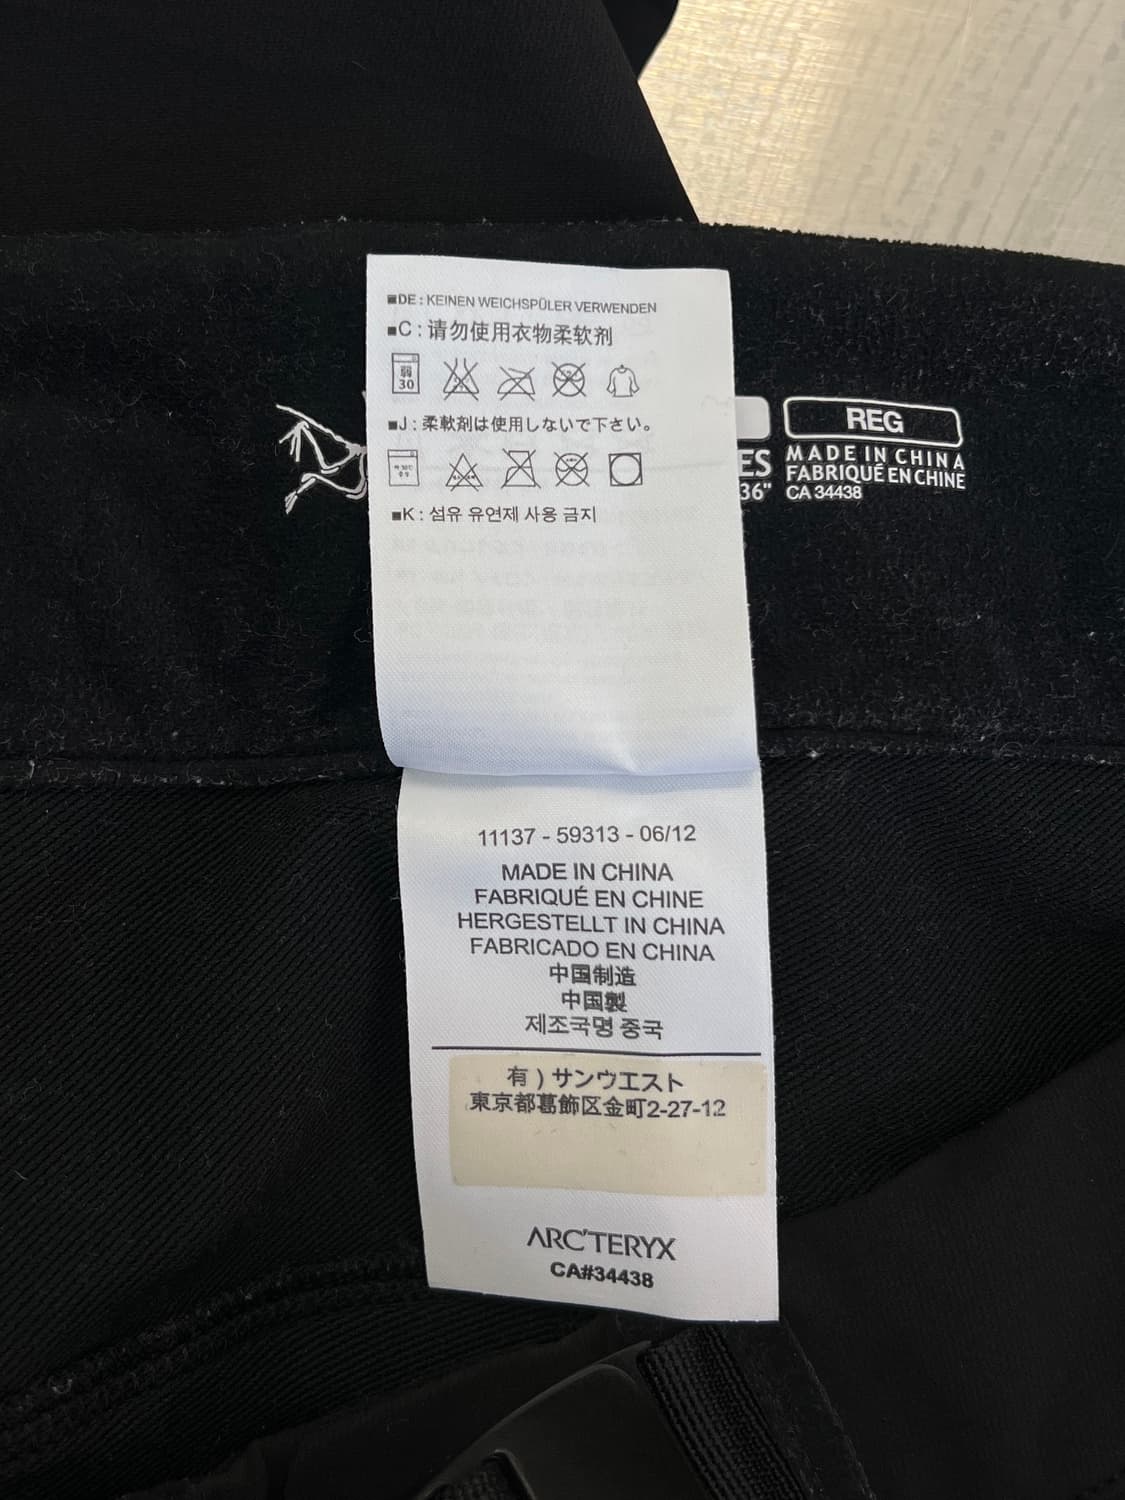 ■DE : KEINEN WEICHSPÜLER VERWENDEN
■C : 请勿使用衣物柔软剂
弱
30
■J : 柔軟剤は使用しないで下さい。
■K : 섬유 유연제 사용 금지
REG
ES MADE IN CHINA
FABRIQUÉ EN CHINE
36" CA 34438
11137 - 59313 - 06/12
MADE IN CHINA
FABRIQUÉ EN CHINE
HERGESTELLT IN CHINA
FABRICADO EN CHINA
中国制造
中国製
제조국명 중국
有 ) サンウエスト
東京都葛飾区金町2-27-12
ARC'TERYX
CA#34438